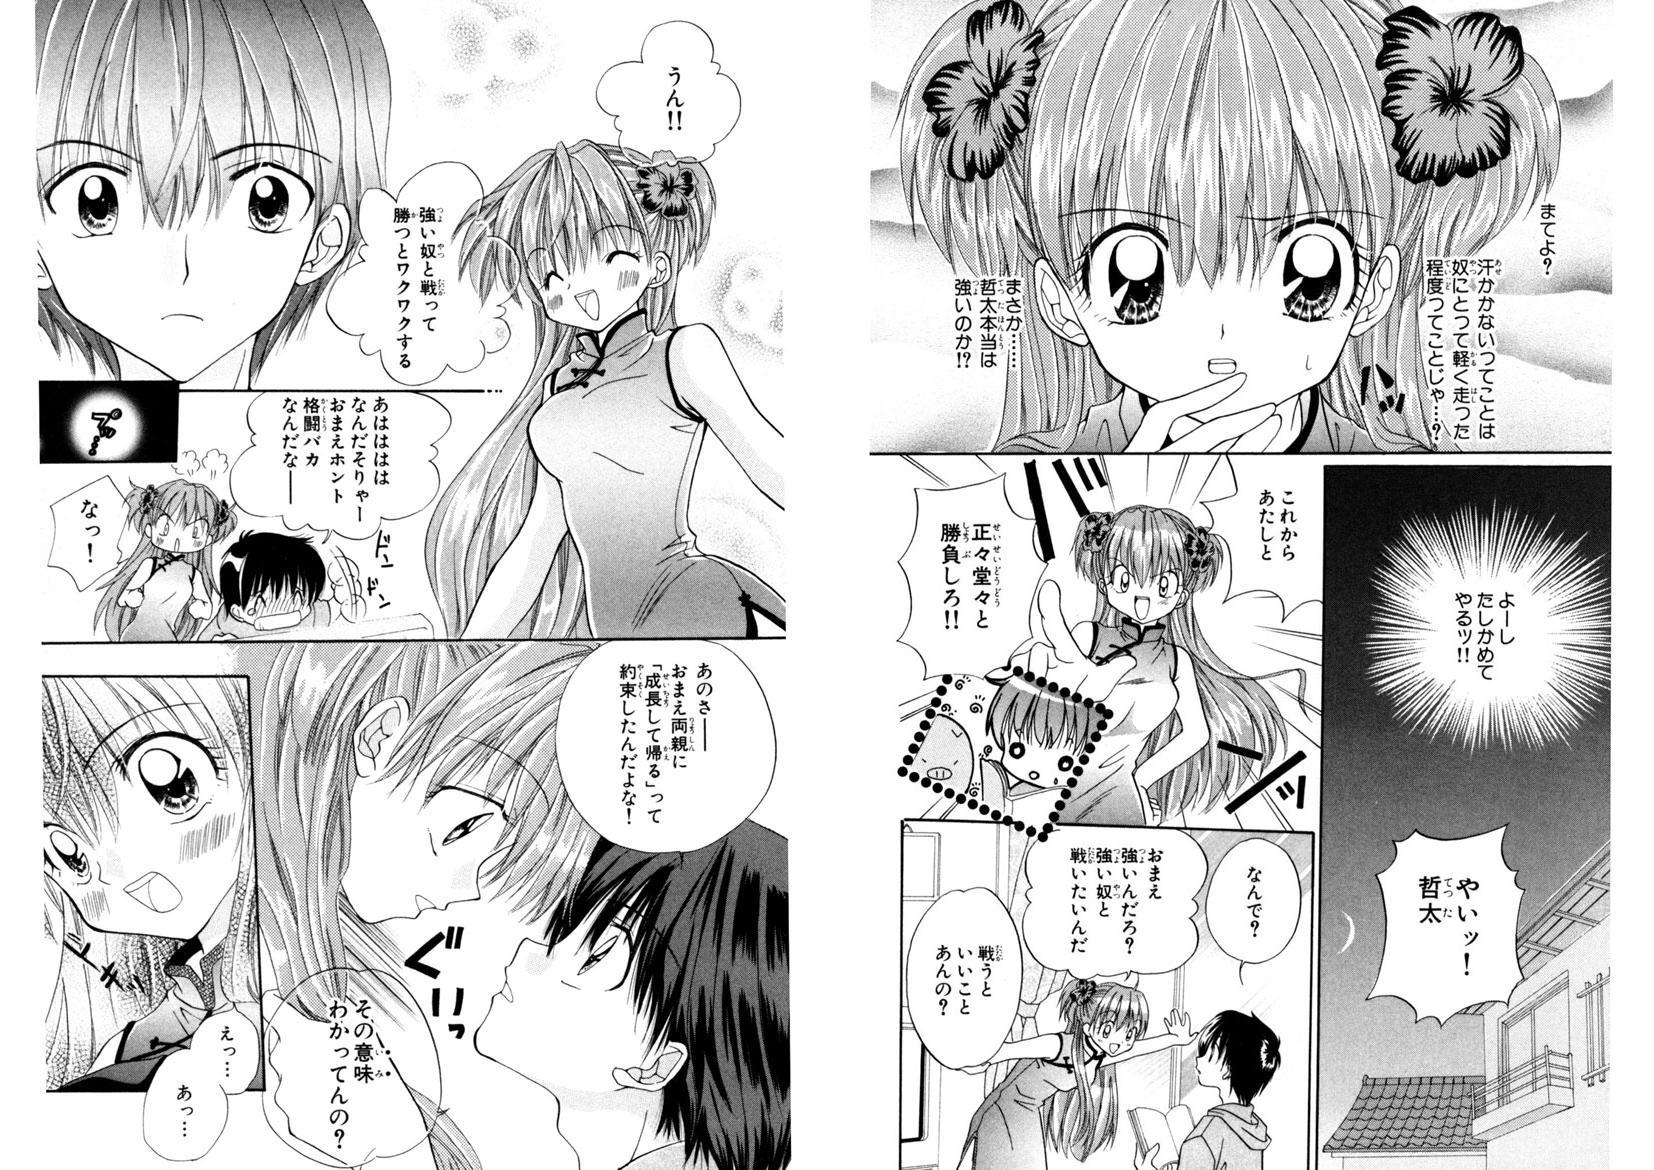 まてよ?
汗かかないってことは
奴にとって軽く走った
程度ってことじゃ…?
まさか……
哲太本当は
強いのか!?
よーし
たしかめて
やるッ!!
やいッ!
哲太
これから
あたしと
正々堂々と
勝負しろ!!
なんで?
おまえ
強いんだろ?
強い奴と
戦いたいんだ
戦うと
いいこと
あんの?
うん!!
強い奴と戦って
勝つとワクワクする
プッ…
あはははは
なんだそりゃー
おまえホント
格闘バカ
なんだなー
なっ!
ドン
ドン
あのさー
おまえ両親に
「成長して帰る」って
約束したんだよな!
ぐりっ
その意味
わかってんの?
えっ…
あっ…